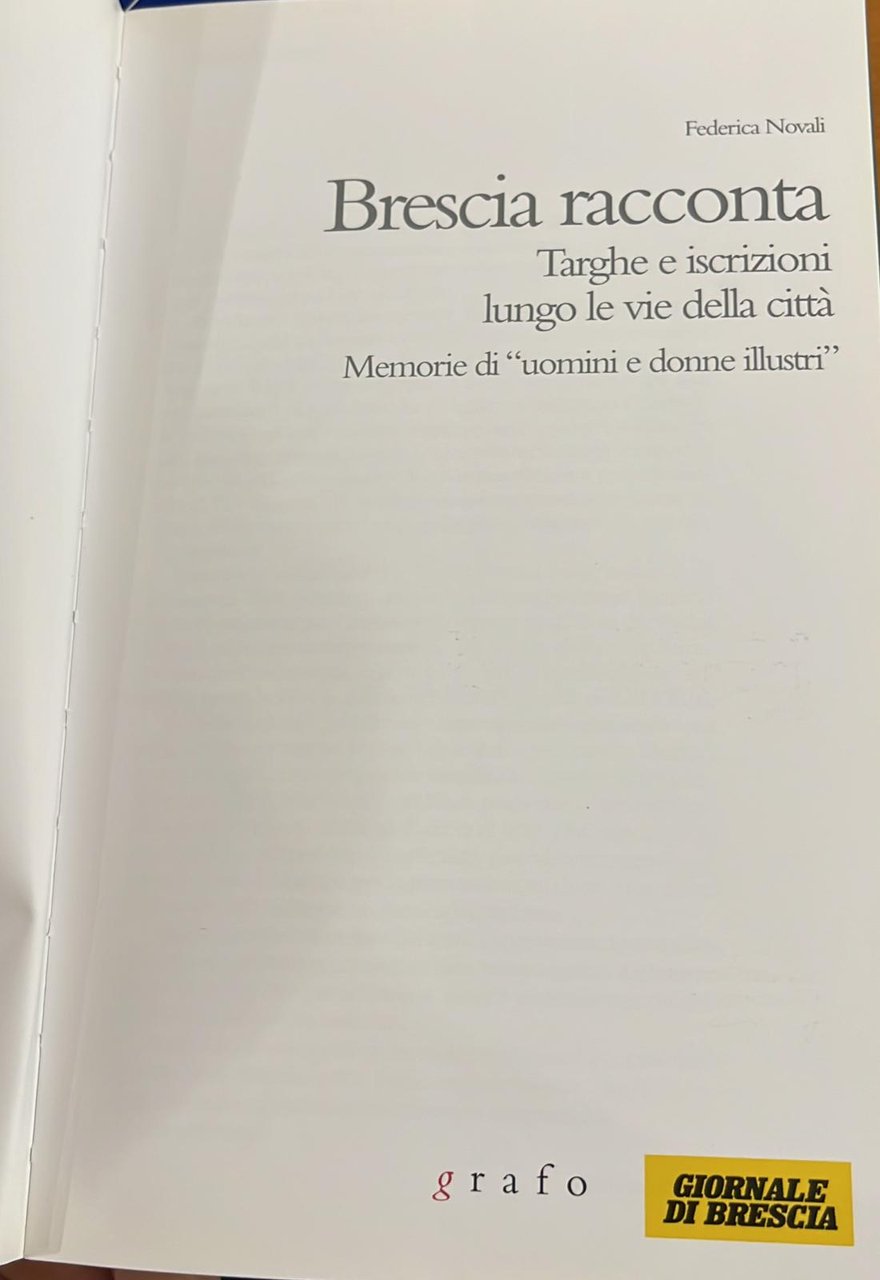 Federica Novali
Brescia racconta
Targhe e iscrizioni
lungo le vie della città
Memorie di “uomini e donne illustri”
grafo
GIORNALE
DI BRESCIA